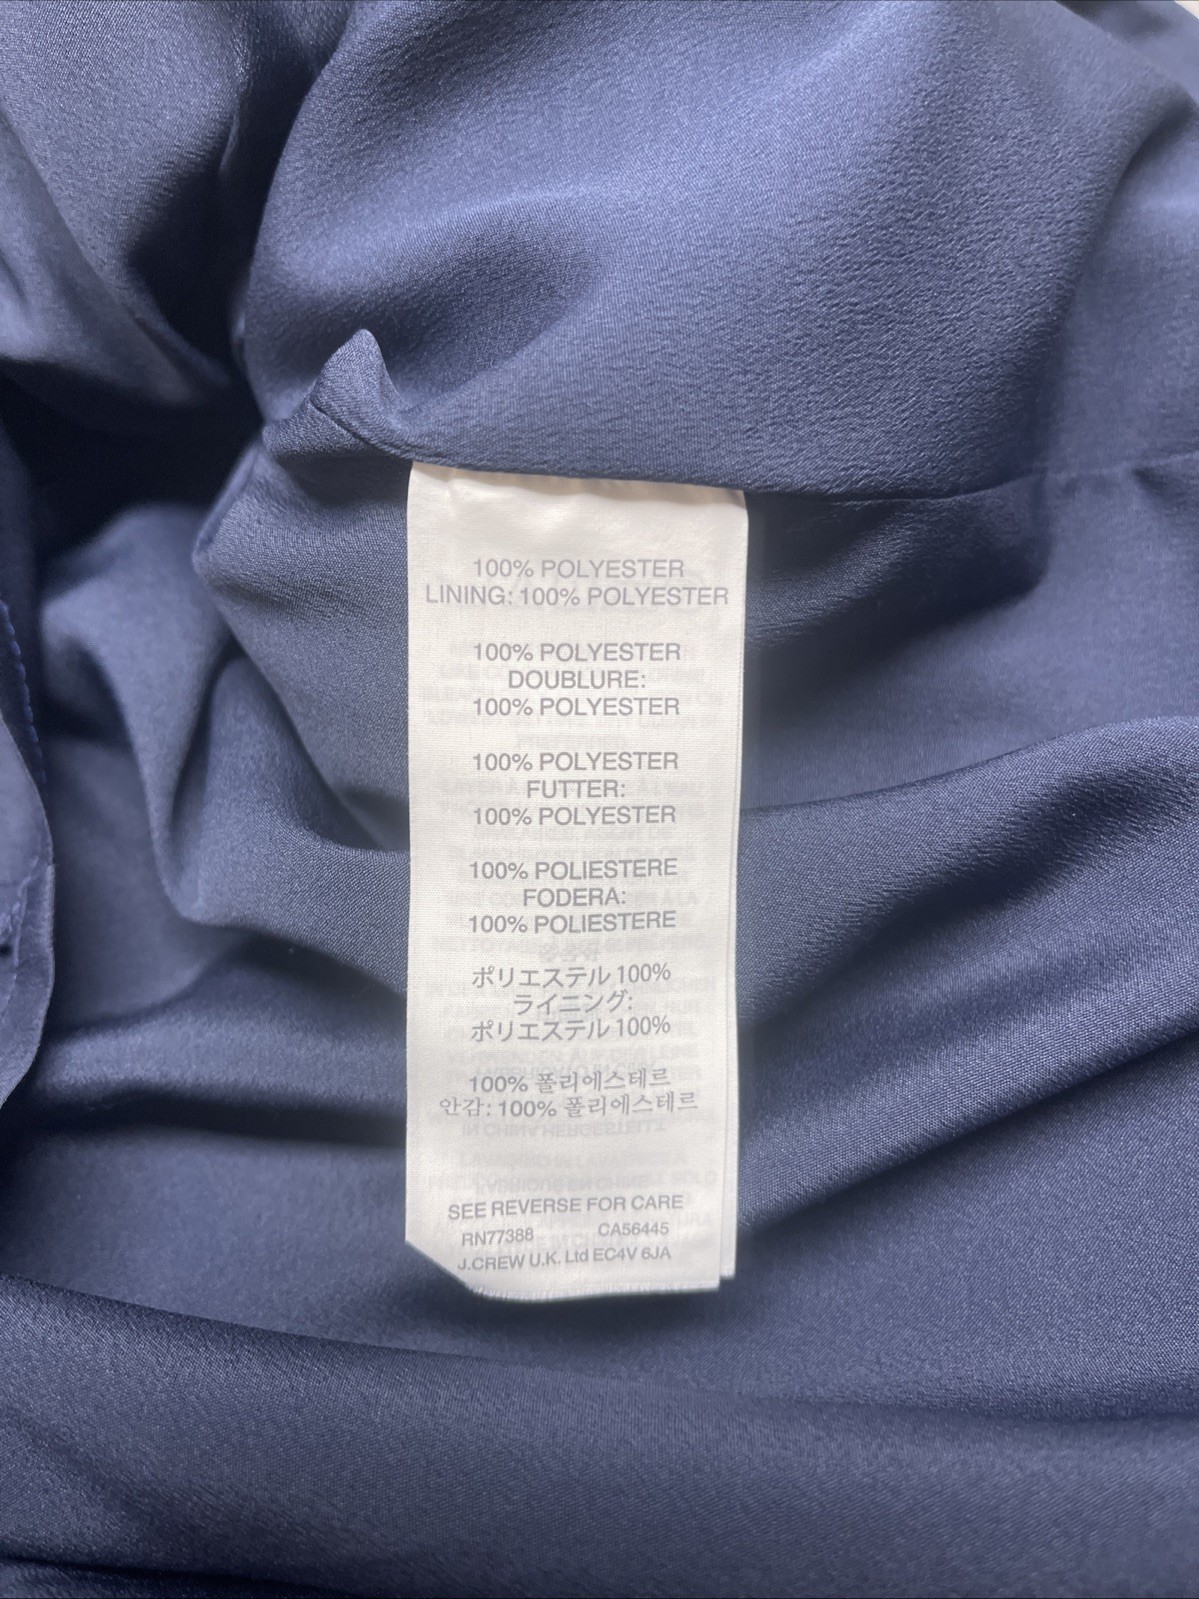 100% POLYESTER
LINING: 100% POLYESTER
100% POLYESTER
DOUBLURE:
100% POLYESTER
100% POLYESTER
FUTTER:
100% POLYESTER
100% POLIESTERE
FODERA:
100% POLIESTERE
ポリエステル 100%
ライニング:
ポリエステル 100%
100% 폴리에스테르
안감: 100% 폴리에스테르
SEE REVERSE FOR CARE
RN77388 CA56445
J.CREW U.K. Ltd EC4V 6JA